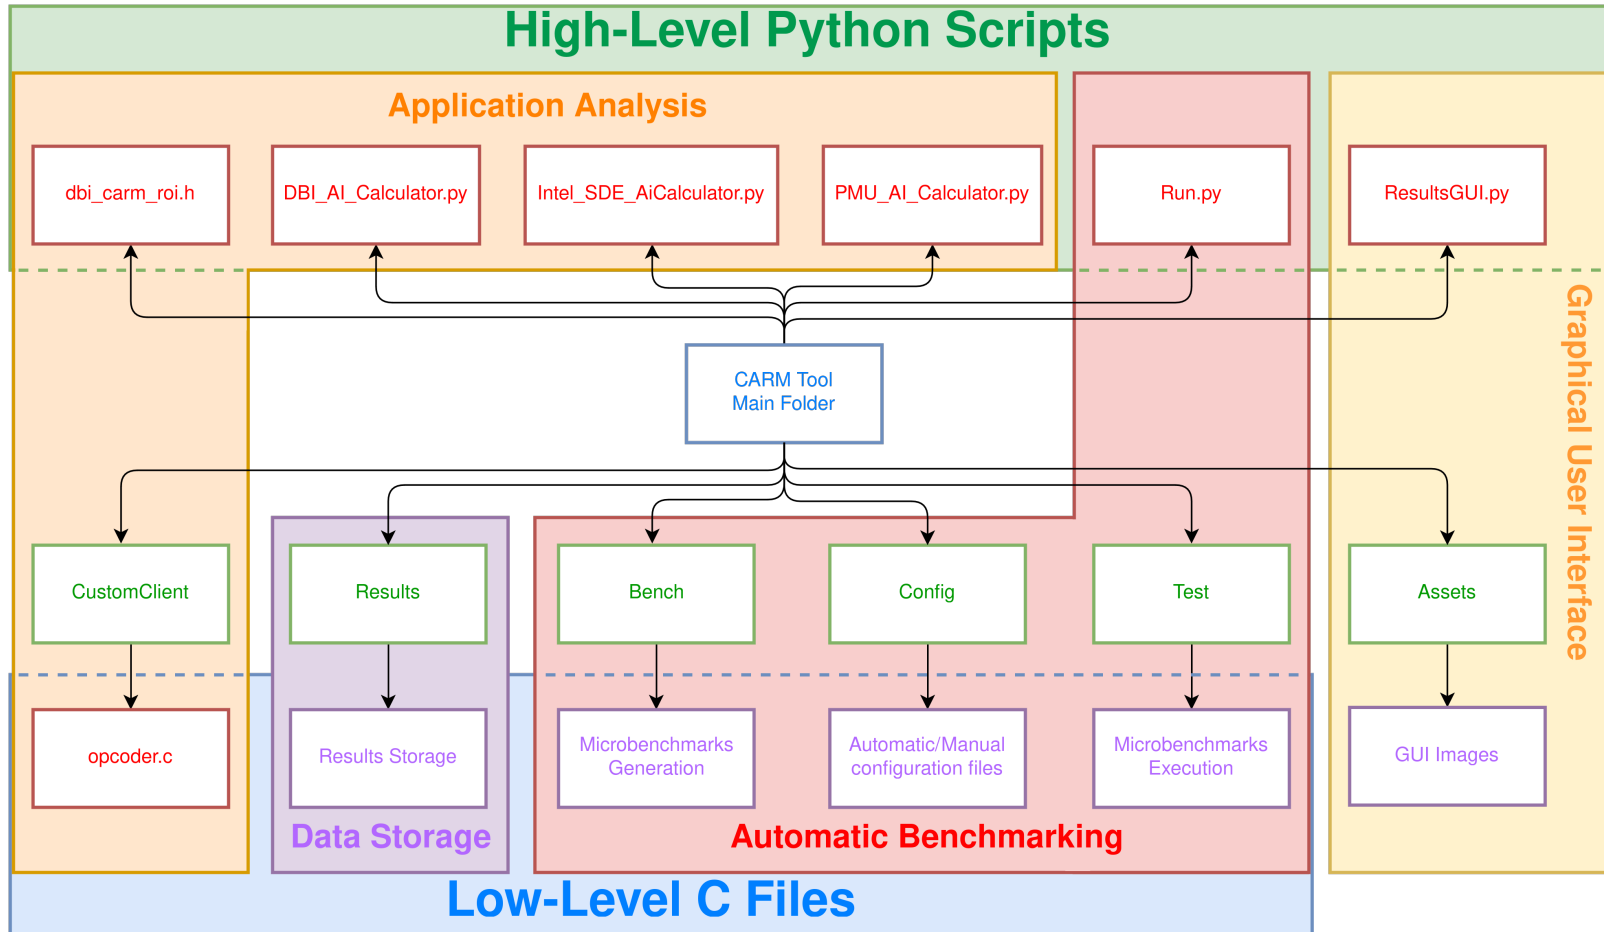 High-Level Python Scripts
Application Analysis
dbi_carm_roi.h
DBI_AI_Calculator.py
Intel_SDE_AiCalculator.py
PMU_AI_Calculator.py
Run.py
ResultsGUI.py
Graphical User Interface
CARM Tool
Main Folder
CustomClient
Results
Bench
Config
Test
Assets
opcoder.c
Results Storage
Microbenchmarks
Generation
Automatic/Manual
configuration files
Microbenchmarks
Execution
GUI Images
Data Storage
Automatic Benchmarking
Low-Level C Files